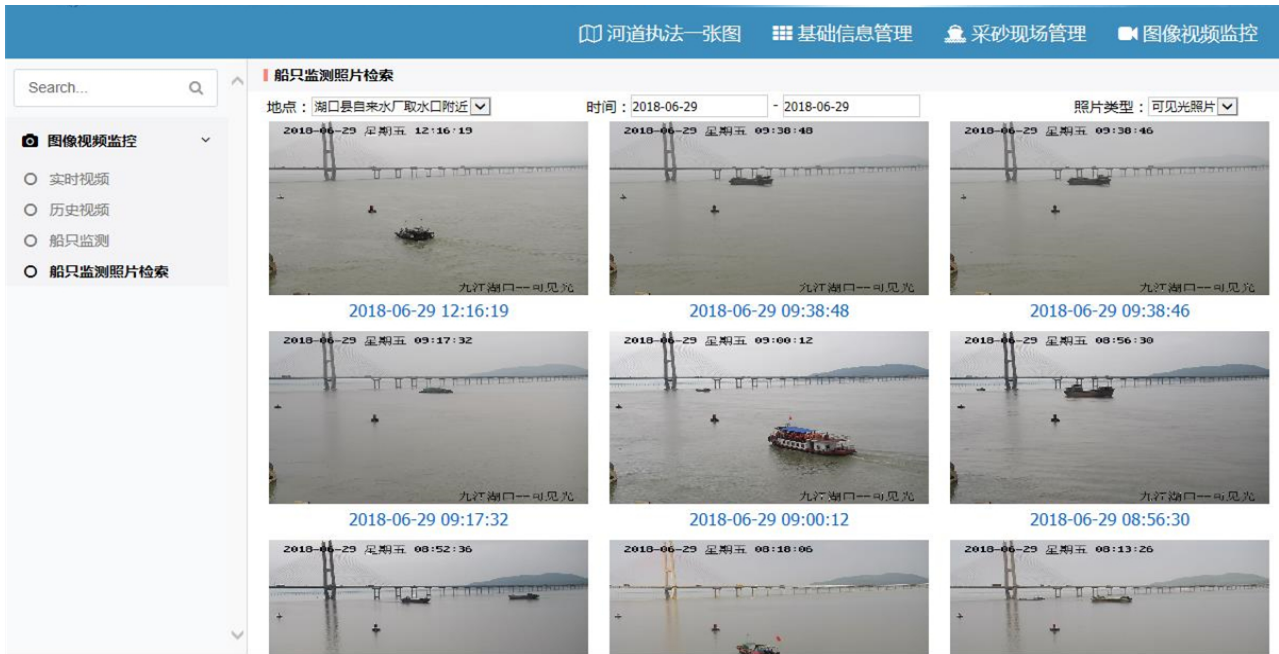 河道执法一张图 基础信息管理 采砂现场管理 图像视频监控
Search...
图像视频监控
实时视频
历史视频
船只监测
船只监测照片检索
船只监测照片检索
地点：湖口县自来水厂取水口附近 时间：2018-06-29 - 2018-06-29 照片类型：可见光照片
2018-06-29 星期五 12:16:19
九江湖口--可见光
2018-06-29 12:16:19
2018-06-29 星期五 09:38:48
九江湖口--可见光
2018-06-29 09:38:48
2018-06-29 星期五 09:38:46
九江湖口--可见光
2018-06-29 09:38:46
2018-06-29 星期五 09:17:32
九江湖口--可见光
2018-06-29 09:17:32
2018-06-29 星期五 09:00:12
九江湖口--可见光
2018-06-29 09:00:12
2018-06-29 星期五 08:56:30
九江湖口--可见光
2018-06-29 08:56:30
2018-06-29 星期五 08:52:36
2018-06-29 星期五 08:18:06
2018-06-29 星期五 08:13:26